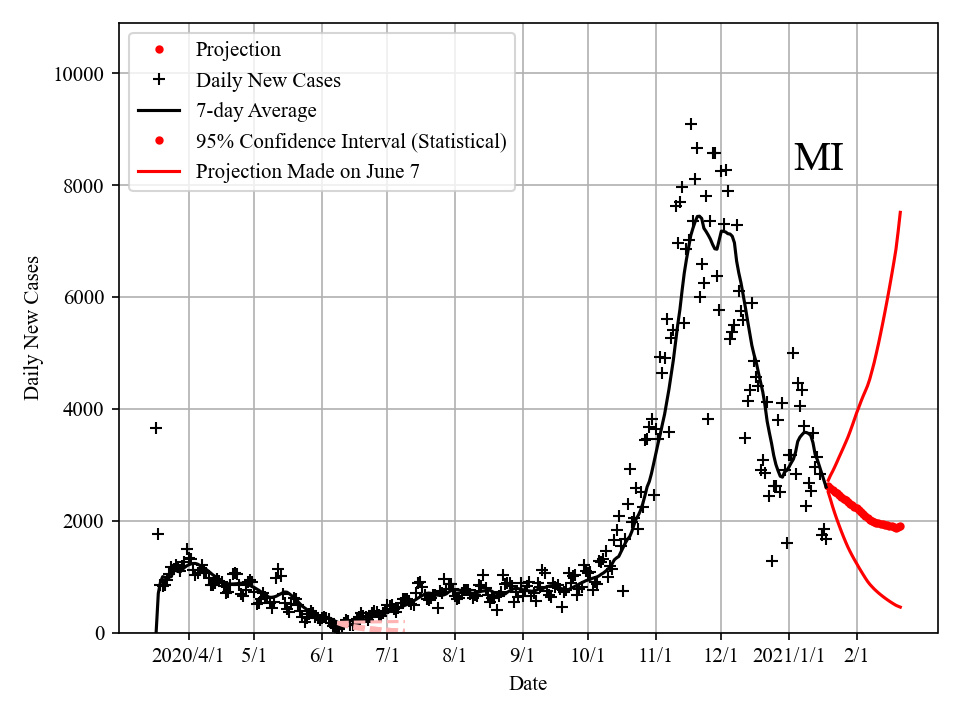 Projection
Daily New Cases
7-day Average
95% Confidence Interval (Statistical)
Projection Made on June 7
MI
10000
8000
6000
4000
2000
0
Daily New Cases
2020/4/1 5/1 6/1 7/1 8/1 9/1 10/1 11/1 12/1 2021/1/1 2/1
Date